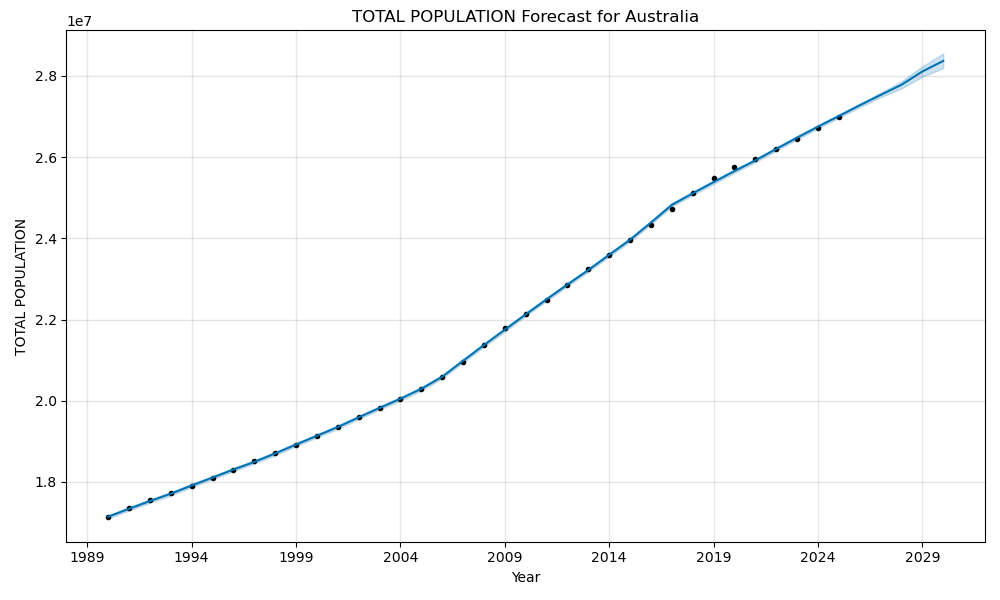 TOTAL POPULATION Forecast for Australia
1e7
2.8
2.6
2.4
2.2
2.0
1.8
TOTAL POPULATION
1989 1994 1999 2004 2009 2014 2019 2024 2029
Year